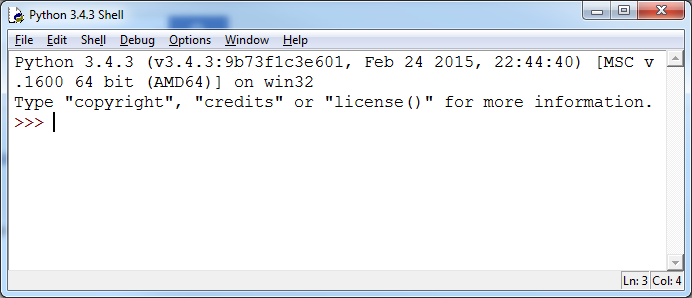 Python 3.4.3 Shell
File Edit Shell Debug Options Window Help
Python 3.4.3 (v3.4.3:9b73f1c3e601, Feb 24 2015, 22:44:40) [MSC v
.1600 64 bit (AMD64)] on win32
Type "copyright", "credits" or "license()" for more information.
>>>
Ln: 3 Col: 4